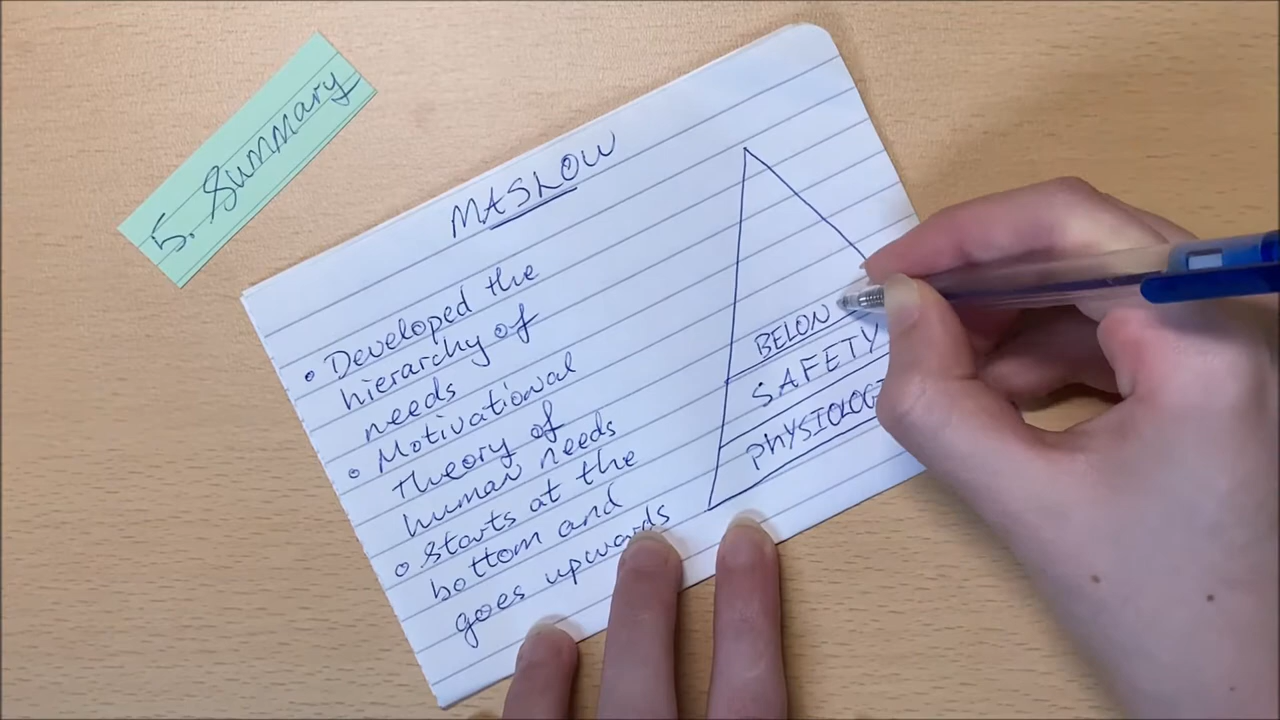 5. Summary
MASLOW
• Developed the
hierarchy of
needs
• Motivational
theory of
human needs
• Starts at the
bottom and
goes upwards
BELON
SAFETY
PHYSIOLOG